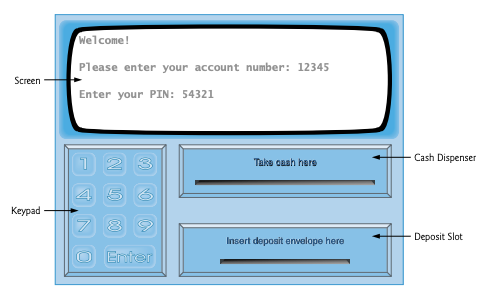 Welcome!
Please enter your account number: 12345
Screen
Enter your PIN: 54321
1 2 3
Take cash here
Cash Dispenser
4 5 6
Keypad
7 8 9
Insert deposit envelope here
Deposit Slot
0 Enter